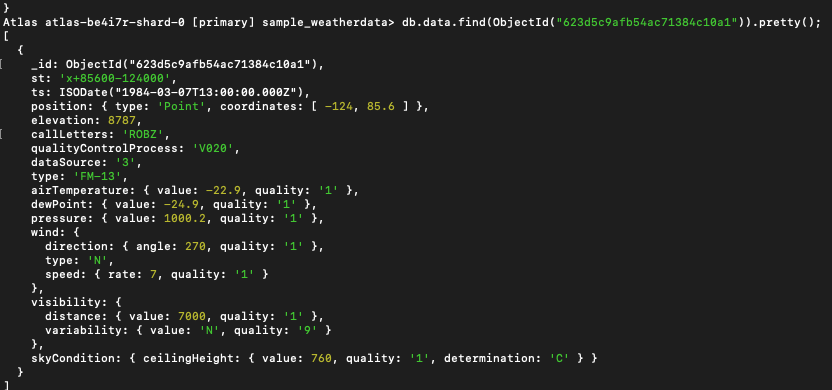 }
Atlas atlas-be4i7r-shard-0 [primary] sample_weatherdata> db.data.find(ObjectId("623d5c9afb54ac71384c10a1")).pretty();
[
  {
    _id: ObjectId("623d5c9afb54ac71384c10a1"),
    st: 'x+85600-124000',
    ts: ISODate("1984-03-07T13:00:00.000Z"),
    position: { type: 'Point', coordinates: [ -124, 85.6 ] },
    elevation: 8787,
    callLetters: 'ROBZ',
    qualityControlProcess: 'V020',
    dataSource: '3',
    type: 'FM-13',
    airTemperature: { value: -22.9, quality: '1' },
    dewPoint: { value: -24.9, quality: '1' },
    pressure: { value: 1000.2, quality: '1' },
    wind: {
      direction: { angle: 270, quality: '1' },
      type: 'N',
      speed: { rate: 7, quality: '1' }
    },
    visibility: {
      distance: { value: 7000, quality: '1' },
      variability: { value: 'N', quality: '9' }
    },
    skyCondition: { ceilingHeight: { value: 760, quality: '1', determination: 'C' } }
  }
]